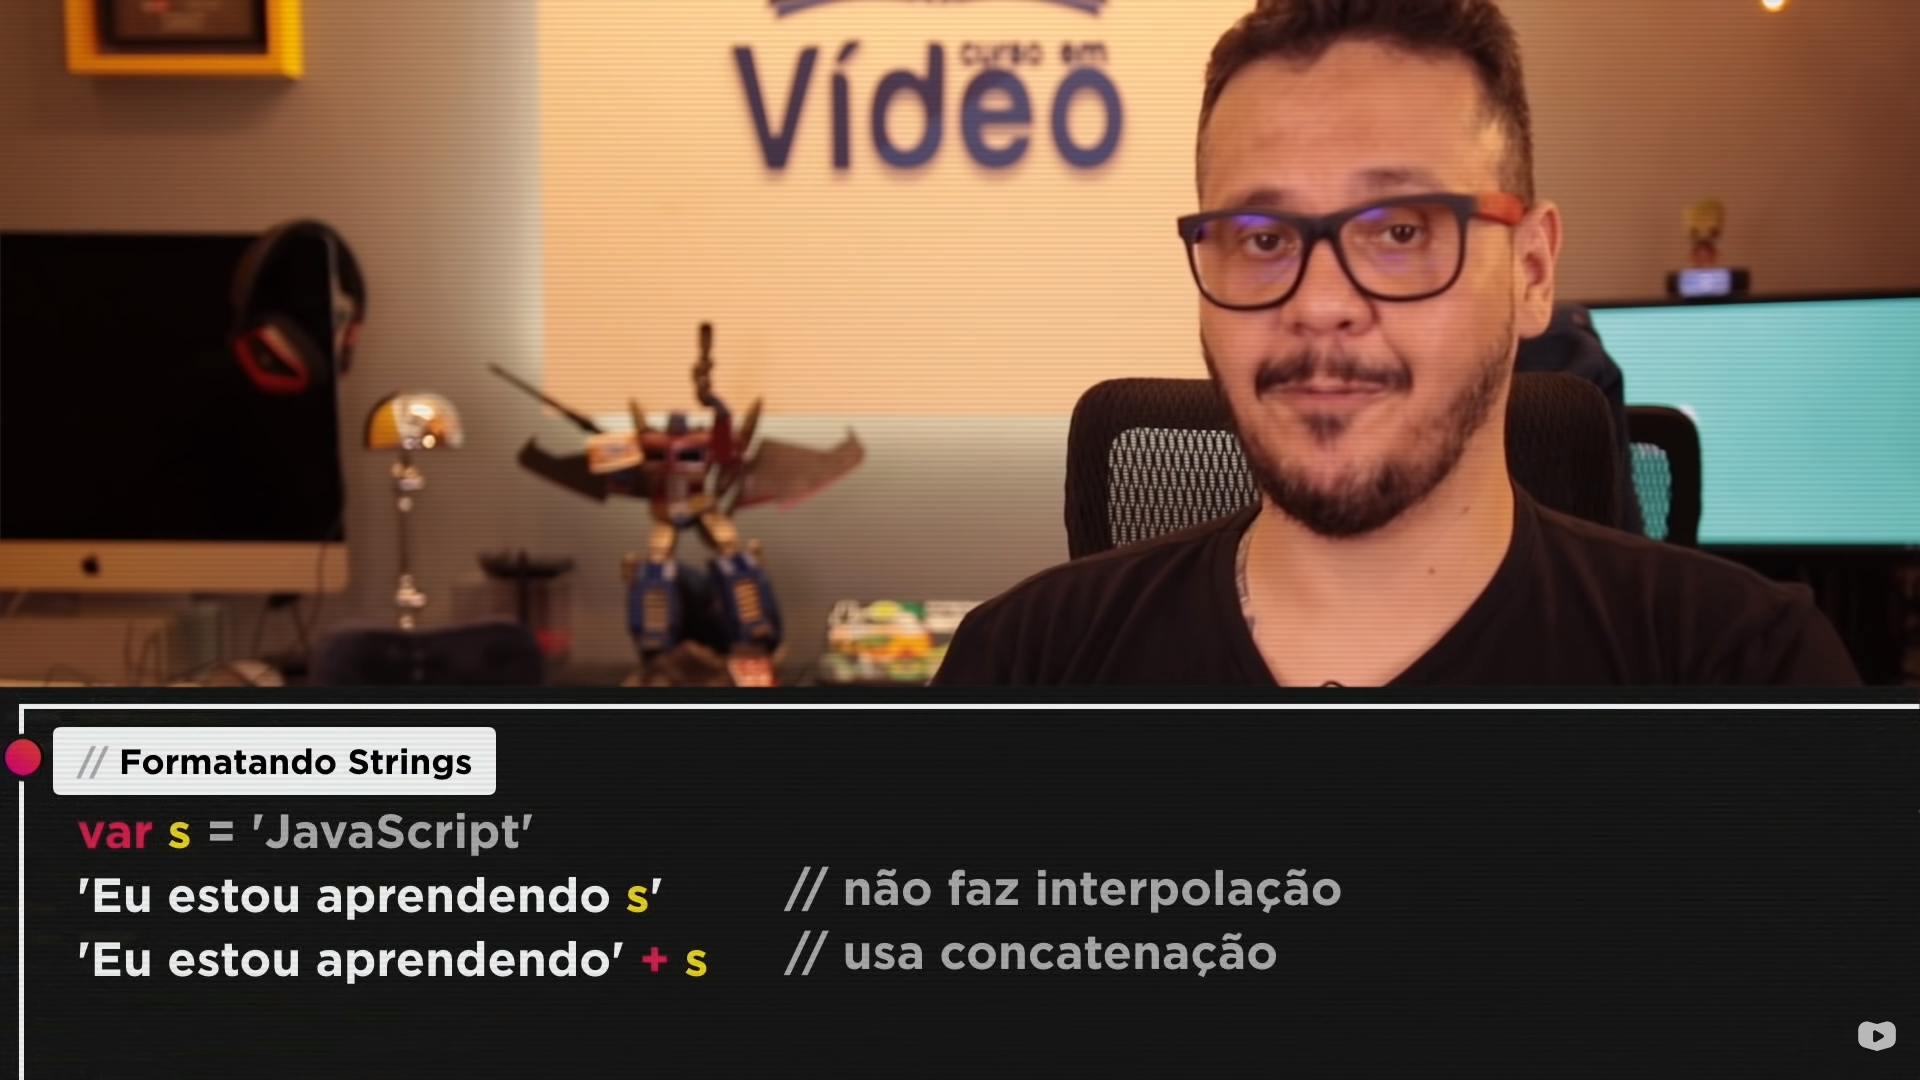 curso em
Vídeo
// Formatando Strings
var s = 'JavaScript'
'Eu estou aprendendo s' // não faz interpolação
'Eu estou aprendendo' + s // usa concatenação